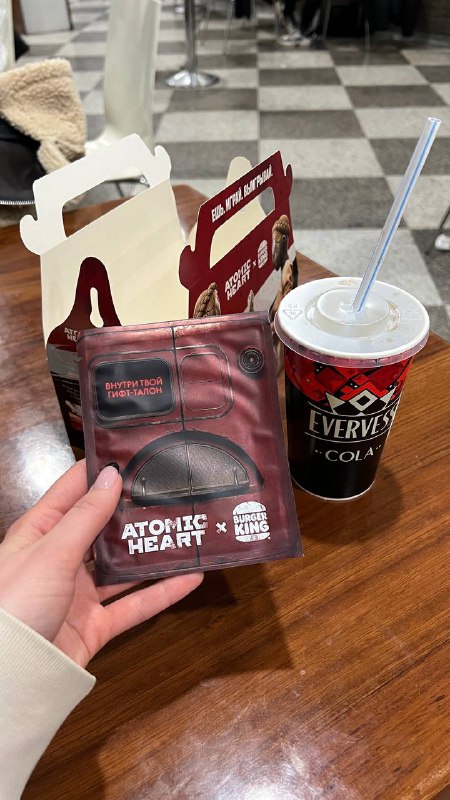 ЕШЬ. ИГРАЙ. ВЫИГРЫВАЙ.
ATOMIC
HEART
×
ВНУТРИ ТВОЙ
ГИФТ-ТАЛОН
ATOMIC
HEART
×
BURGER
KING
EVERVESS
COLA